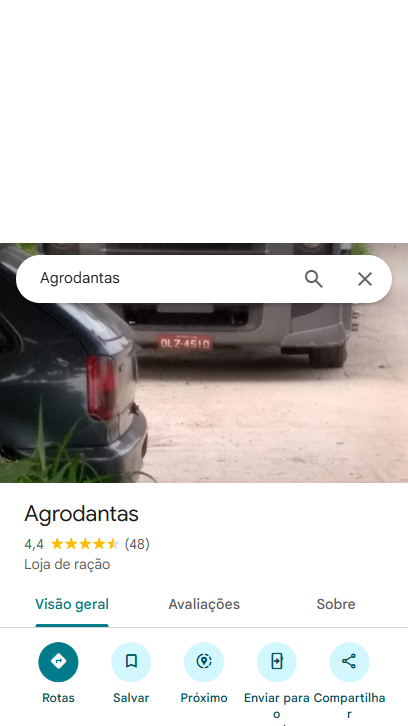 Agrodantas
OLZ-4510
Agrodantas
4,4 (48)
Loja de ração
Visão geral
Avaliações
Sobre
Rotas
Salvar
Próximo
Enviar para
o
Compartilha
r